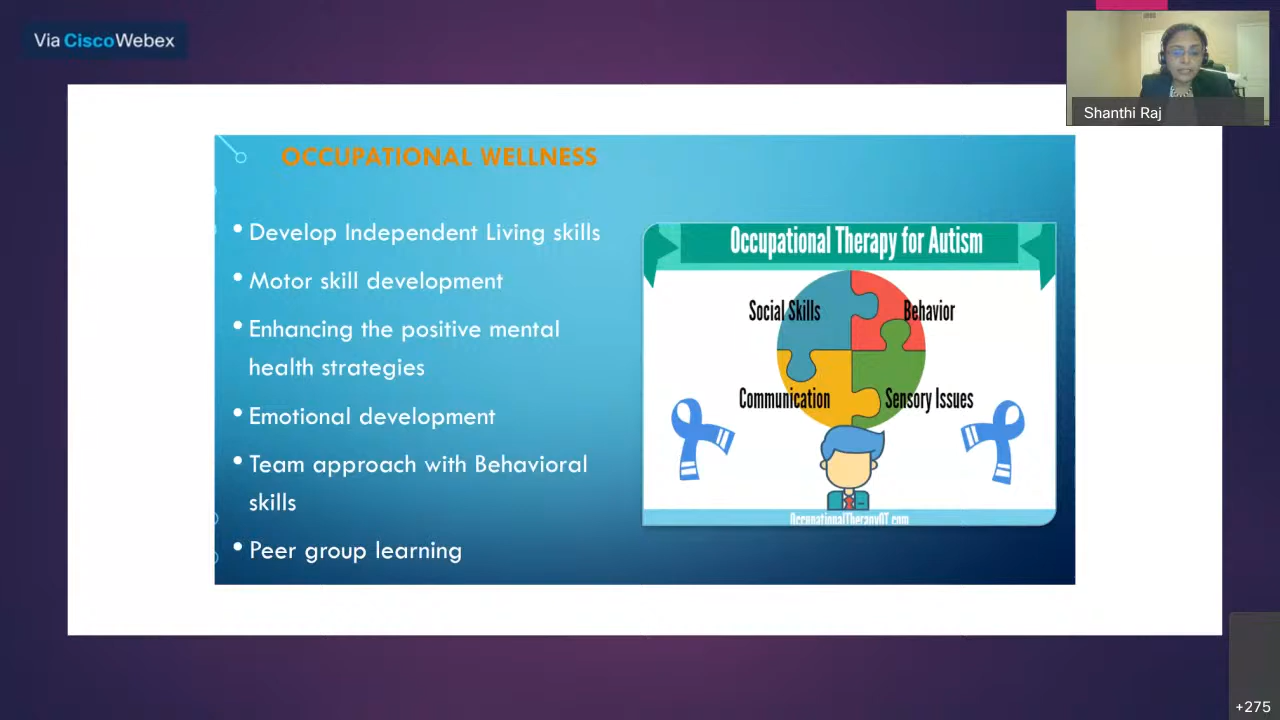 Via CiscoWebex
Shanthi Raj
OCCUPATIONAL WELLNESS
• Develop Independent Living skills
• Motor skill development
• Enhancing the positive mental
health strategies
• Emotional development
• Team approach with Behavioral
skills
• Peer group learning
Occupational Therapy for Autism
Social Skills
Behavior
Communication
Sensory Issues
OccupationalTherapyOT.com
+275